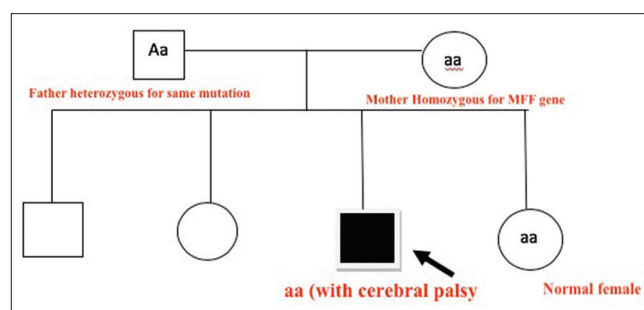 Aa
aa
Father heterozygous for same mutation
Mother Homozygous for MFF gene
aa
aa (with cerebral palsy
Normal female